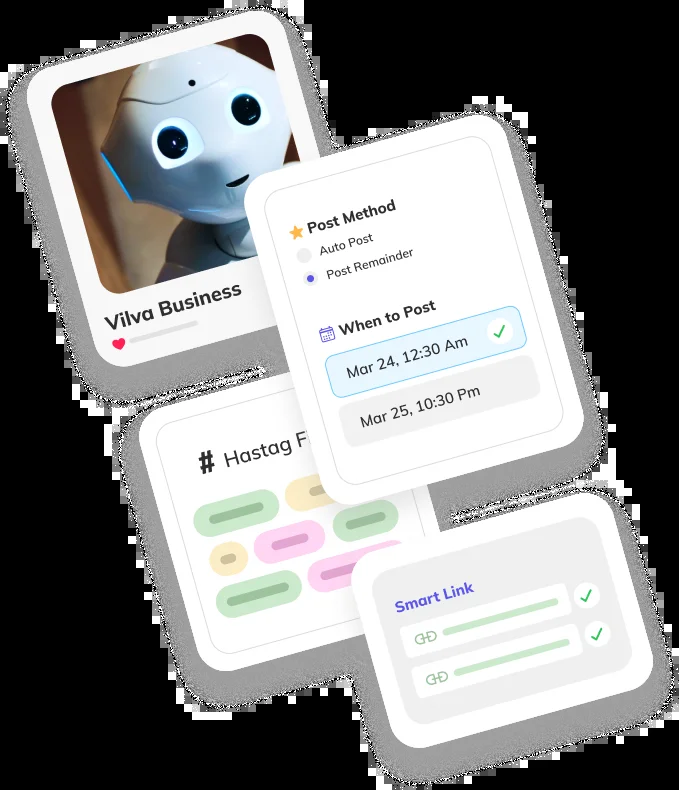 Vilva Business
Post Method
Auto Post
Post Remainder
When to Post
Mar 24, 12:30 Am
Mar 25, 10:30 Pm
# Hastag F
Smart Link